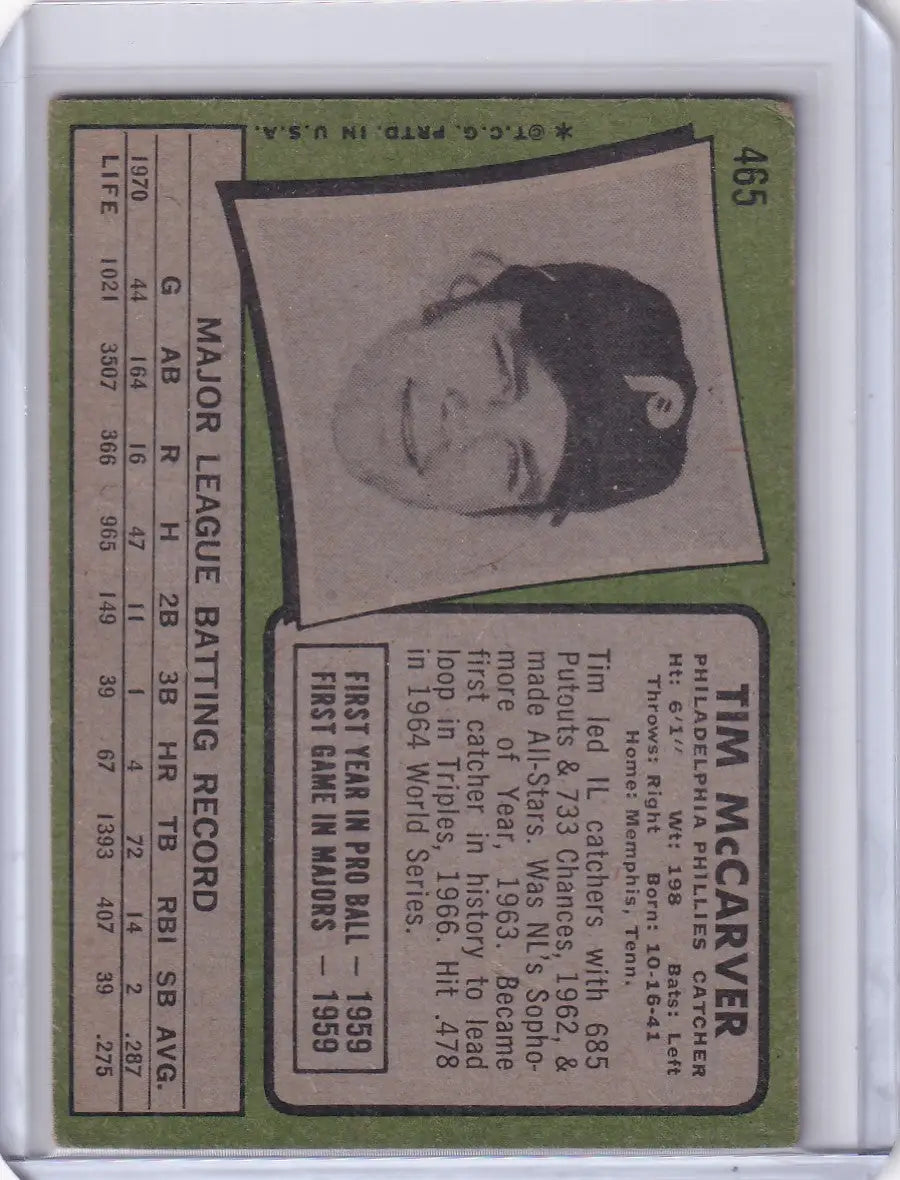 465
TIM McCARVER
PHILADELPHIA PHILLIES CATCHER
Ht: 6'1" Wt: 198 Bats: Left
Throws: Right Born: 10-16-41
Home: Memphis, Tenn.
Tim led IL catchers with 685
Putouts & 733 Chances, 1962, &
made All-Stars. Was NL's Sopho-
more of Year, 1963. Became
first catcher in history to lead
loop in Triples, 1966. Hit .478
in 1964 World Series.
FIRST YEAR IN PRO BALL — 1959
FIRST GAME IN MAJORS — 1959
P
* ©T.C.G. PRTD. IN U.S.A.
MAJOR LEAGUE BATTING RECORD
G AB R H 2B 3B HR TB RBI SB AVG.
1970 44 164 16 47 11 1 4 72 14 2 .287
LIFE 1021 3507 366 965 149 39 67 1393 407 39 .275